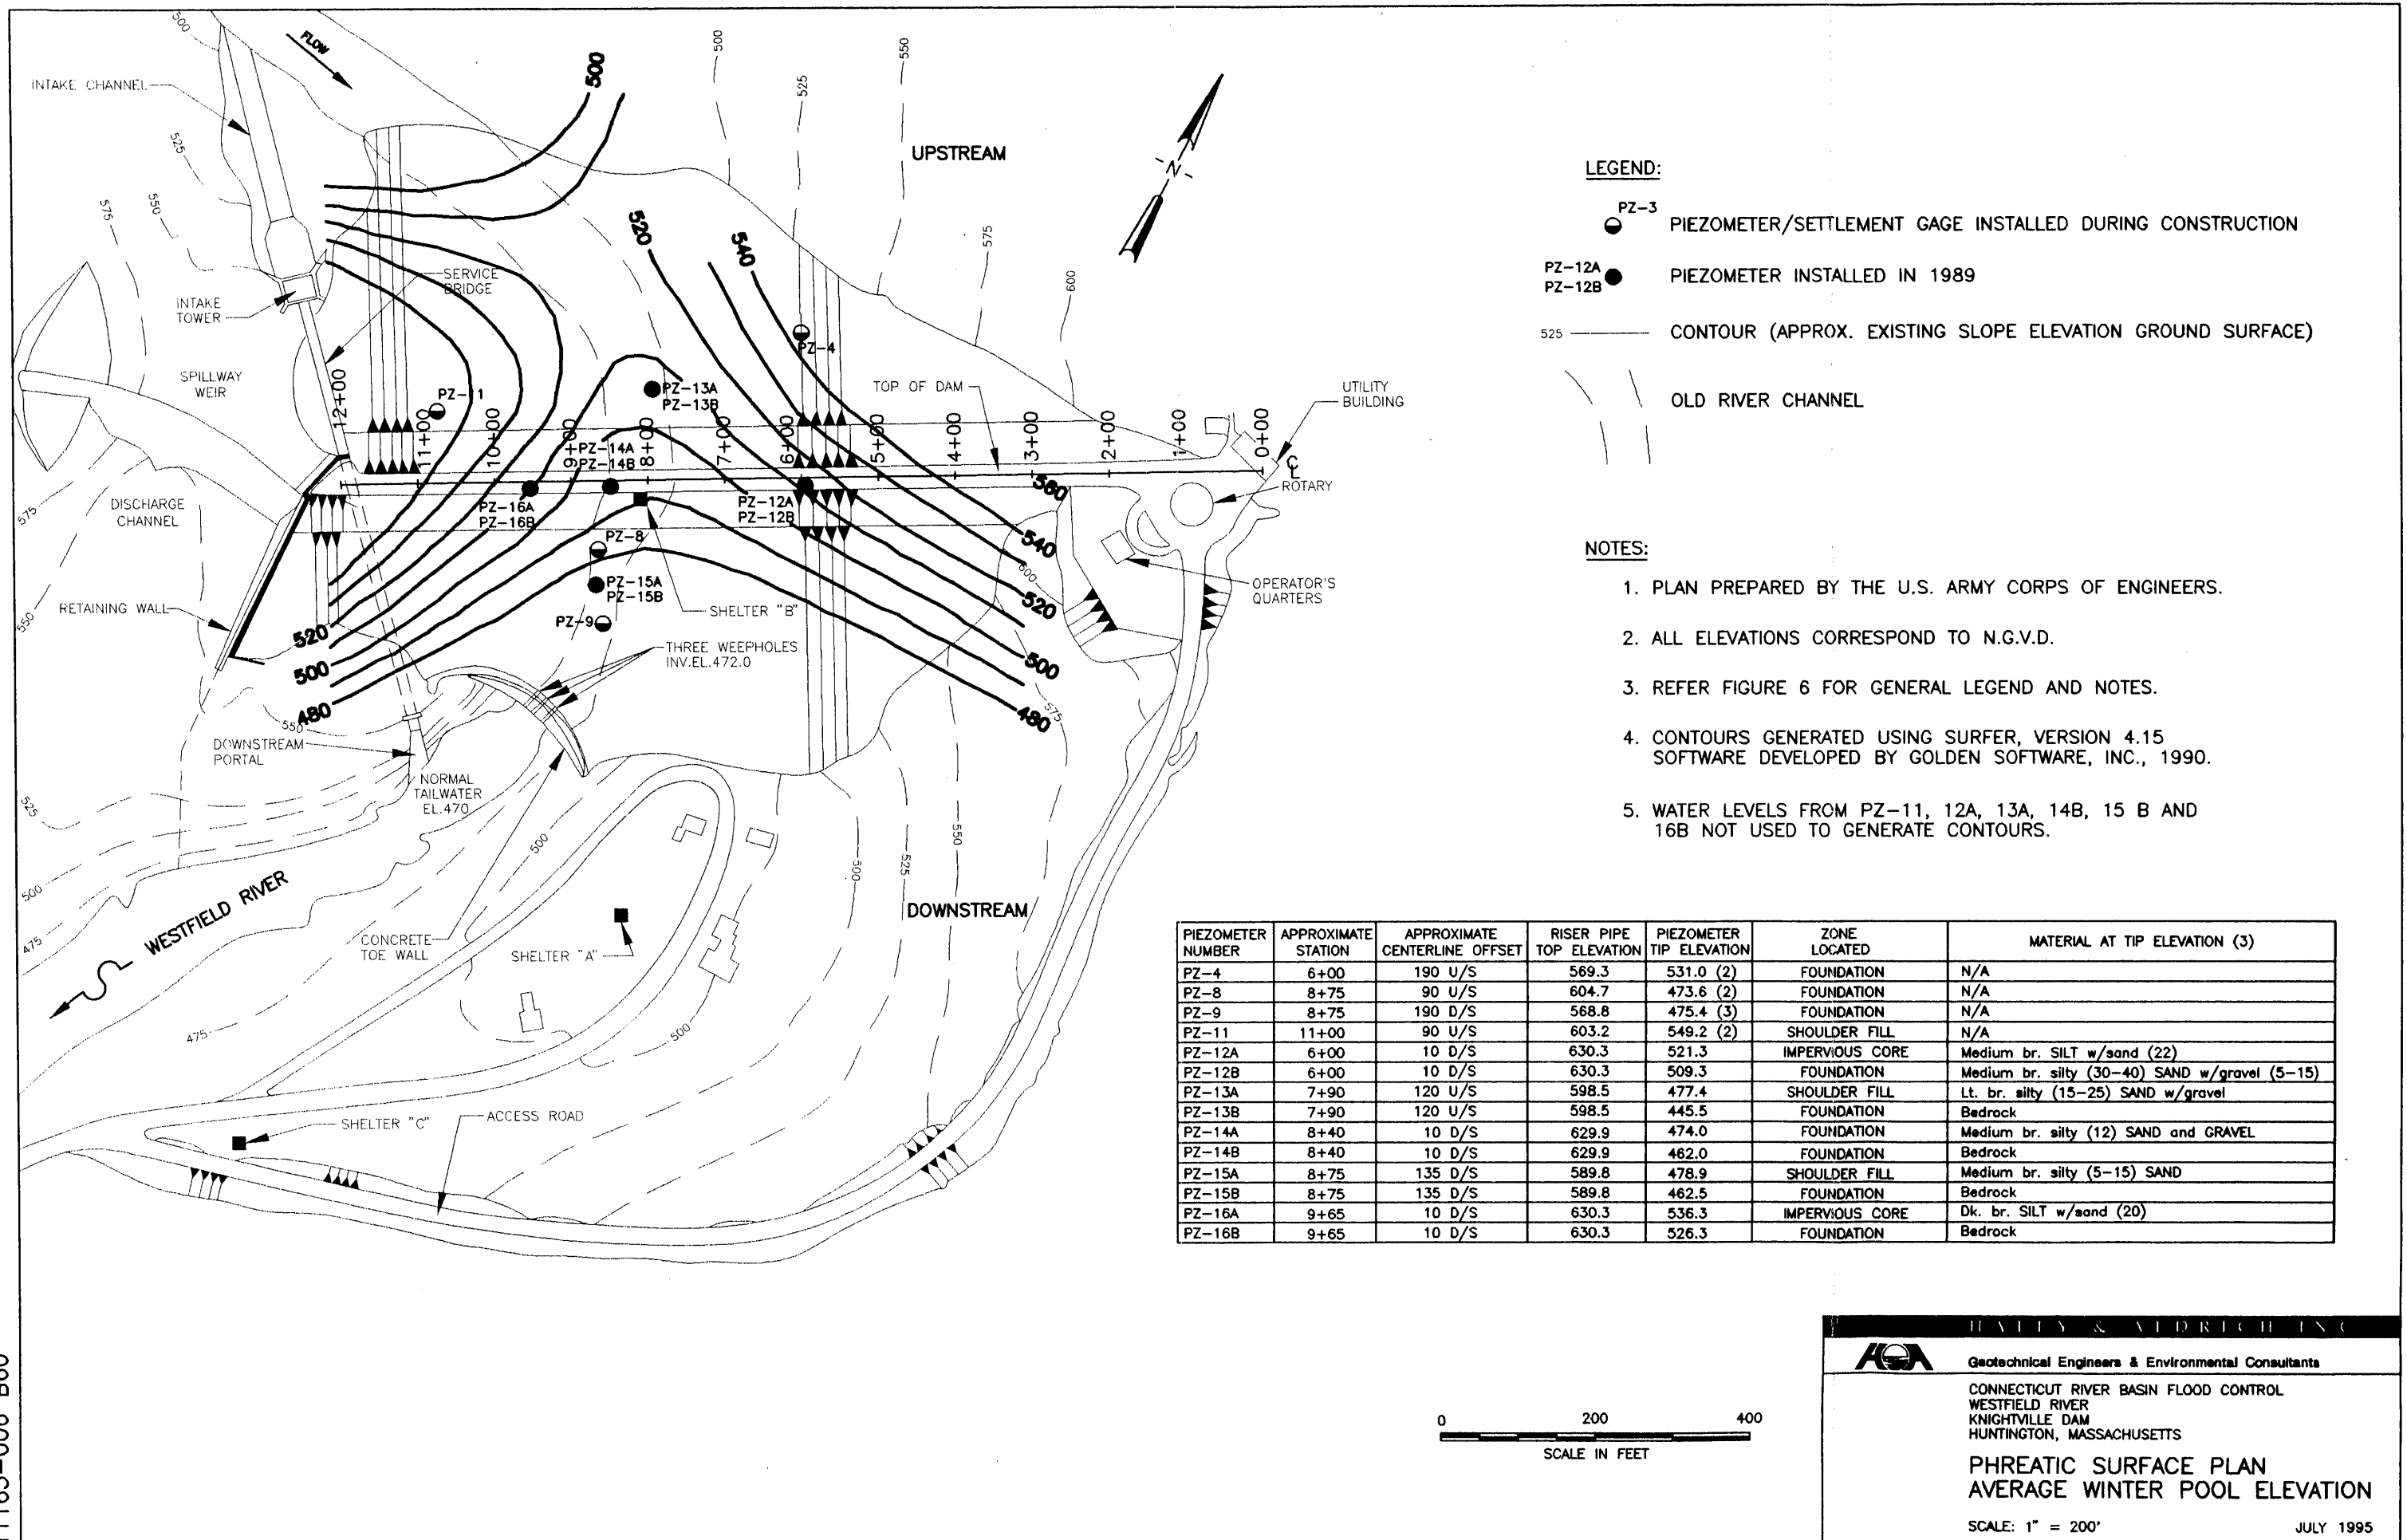 500
FLOW
INTAKE CHANNEL
500
500
550
525
525
UPSTREAM
N
575
550
520
540
575
600
SERVICE
BRIDGE
INTAKE
TOWER
SPILLWAY
WEIR
PZ-4
PZ-11
PZ-13A
PZ-13B
TOP OF DAM
UTILITY
BUILDING
12+00
11+00
10+00
9+00
8+00
7+00
6+00
5+00
4+00
3+00
2+00
1+00
0+00
PZ-14A
PZ-14B
PZ-16A
PZ-16B
PZ-12A
PZ-12B
560
ROTARY
575
DISCHARGE
CHANNEL
PZ-8
540
600
PZ-15A
PZ-15B
OPERATOR'S
QUARTERS
RETAINING WALL
550
SHELTER "B"
520
PZ-9
520
THREE WEEPHOLES
INV.EL.472.0
500
500
480
550
480
575
DOWNSTREAM
PORTAL
NORMAL
TAILWATER
EL.470
525
500
550
525
500
500
WESTFIELD RIVER
DOWNSTREAM
475
CONCRETE
TOE WALL
SHELTER "A"
475
500
SHELTER "C"
ACCESS ROAD
LEGEND:
PZ-3
PIEZOMETER/SETTLEMENT GAGE INSTALLED DURING CONSTRUCTION
PZ-12A
PZ-12B
PIEZOMETER INSTALLED IN 1989
525
CONTOUR (APPROX. EXISTING SLOPE ELEVATION GROUND SURFACE)
OLD RIVER CHANNEL
NOTES:
1. PLAN PREPARED BY THE U.S. ARMY CORPS OF ENGINEERS.
2. ALL ELEVATIONS CORRESPOND TO N.G.V.D.
3. REFER FIGURE 6 FOR GENERAL LEGEND AND NOTES.
4. CONTOURS GENERATED USING SURFER, VERSION 4.15
SOFTWARE DEVELOPED BY GOLDEN SOFTWARE, INC., 1990.
5. WATER LEVELS FROM PZ-11, 12A, 13A, 14B, 15 B AND
16B NOT USED TO GENERATE CONTOURS.
PIEZOMETER NUMBER APPROXIMATE STATION APPROXIMATE CENTERLINE OFFSET RISER PIPE TOP ELEVATION PIEZOMETER TIP ELEVATION ZONE LOCATED MATERIAL AT TIP ELEVATION (3)
PZ-4 6+00 190 U/S 569.3 531.0 (2) FOUNDATION N/A
PZ-8 8+75 90 U/S 604.7 473.6 (2) FOUNDATION N/A
PZ-9 8+75 190 D/S 568.8 475.4 (3) FOUNDATION N/A
PZ-11 11+00 90 U/S 603.2 549.2 (2) SHOULDER FILL N/A
PZ-12A 6+00 10 D/S 630.3 521.3 IMPERVIOUS CORE Medium br. SILT w/sand (22)
PZ-12B 6+00 10 D/S 630.3 509.3 FOUNDATION Medium br. silty (30-40) SAND w/gravel (5-15)
PZ-13A 7+90 120 U/S 598.5 477.4 SHOULDER FILL Lt. br. silty (15-25) SAND w/gravel
PZ-13B 7+90 120 U/S 598.5 445.5 FOUNDATION Bedrock
PZ-14A 8+40 10 D/S 629.9 474.0 FOUNDATION Medium br. silty (12) SAND and GRAVEL
PZ-14B 8+40 10 D/S 629.9 462.0 FOUNDATION Bedrock
PZ-15A 8+75 135 D/S 589.8 478.9 SHOULDER FILL Medium br. silty (5-15) SAND
PZ-15B 8+75 135 D/S 589.8 462.5 FOUNDATION Bedrock
PZ-16A 9+65 10 D/S 630.3 536.3 IMPERVIOUS CORE Dk. br. SILT w/sand (20)
PZ-16B 9+65 10 D/S 630.3 526.3 FOUNDATION Bedrock
0 200 400
SCALE IN FEET
HALEY & ALDRICH INC
Geotechnical Engineers & Environmental Consultants
CONNECTICUT RIVER BASIN FLOOD CONTROL
WESTFIELD RIVER
KNIGHTVILLE DAM
HUNTINGTON, MASSACHUSETTS
PHREATIC SURFACE PLAN
AVERAGE WINTER POOL ELEVATION
SCALE: 1" = 200' JULY 1995